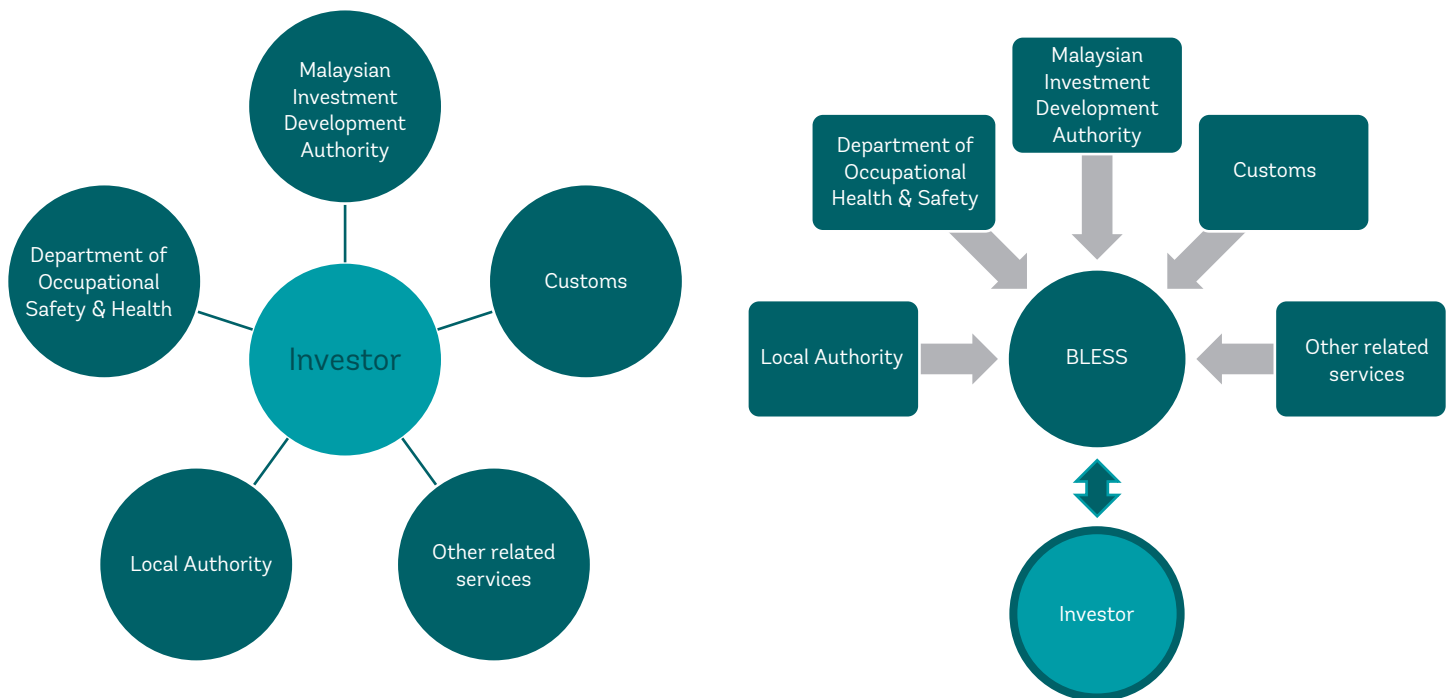 Malaysian
Investment
Development
Authority
Department of
Occupational
Safety & Health
Customs
Investor
Local Authority
Other related
services
Malaysian
Investment
Development
Authority
Department of
Occupational
Health & Safety
Customs
Local Authority
BLESS
Other related
services
Investor